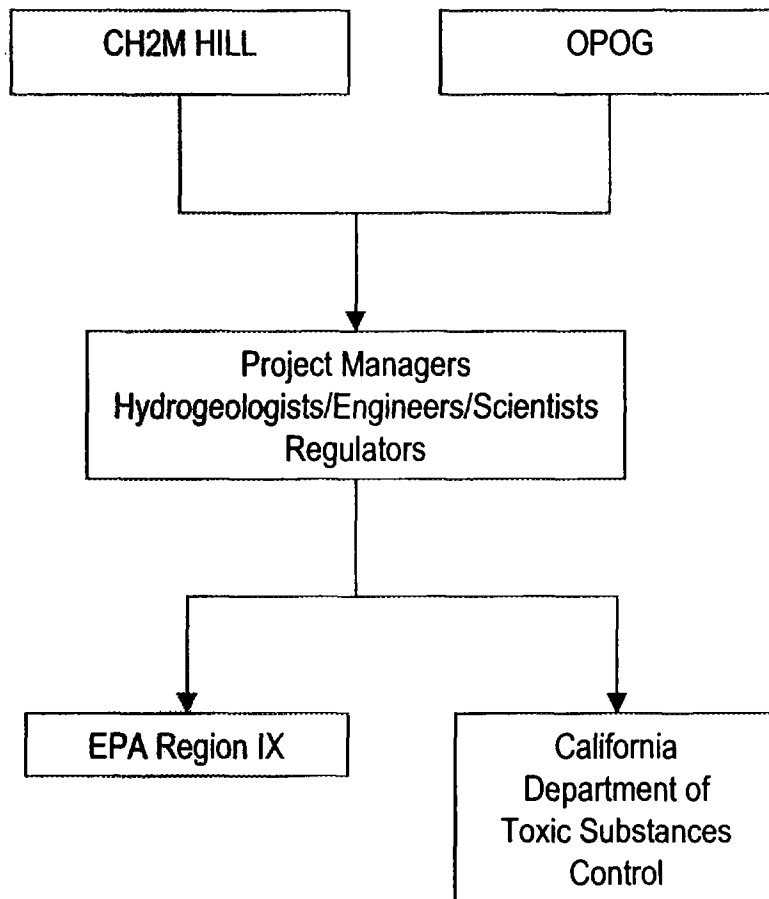 CH2M HILL
OPOG
Project Managers
Hydrogeologists/Engineers/Scientists
Regulators
EPA Region IX
California
Department of
Toxic Substances
Control